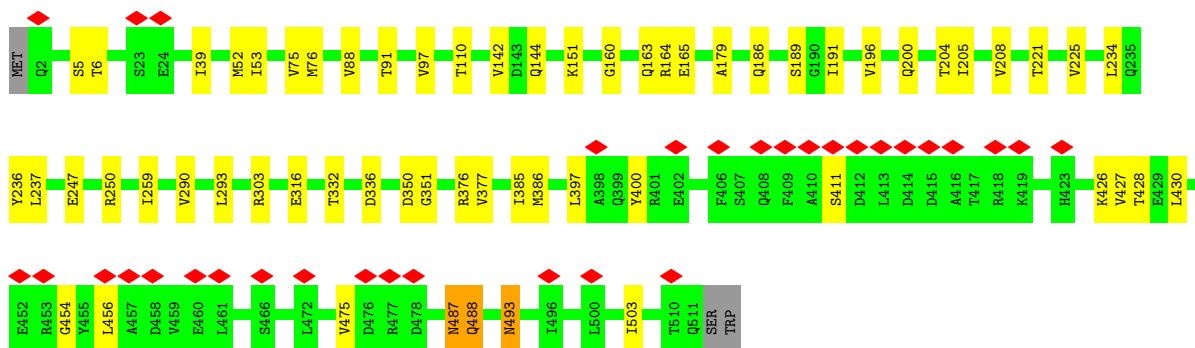 MET Q2 S5 T6 S23 E24 I39 M52 I53 V75 M76 V88 T91 V97 T110 V142 D143 Q144 K151 G160 Q163 R164 E165 A179 Q186 S189 G190 I191 V196 Q200 T204 I205 V208 T221 V225 L234 Q235
Y236 L237 E247 R250 I259 V290 L293 R303 E316 T332 D336 D350 G351 R376 V377 I385 M386 L397 A398 Q399 Y400 R401 E402 F406 S407 Q408 F409 A410 S411 D412 L413 D414 D415 A416 T417 R418 K419 H423 K426 V427 T428 E429 L430
E452 R453 G454 Y455 L456 A457 D458 V459 E460 L461 S466 L472 V475 D476 R477 D478 N487 Q488 N493 I496 L500 I503 T510 Q511 SER TRP